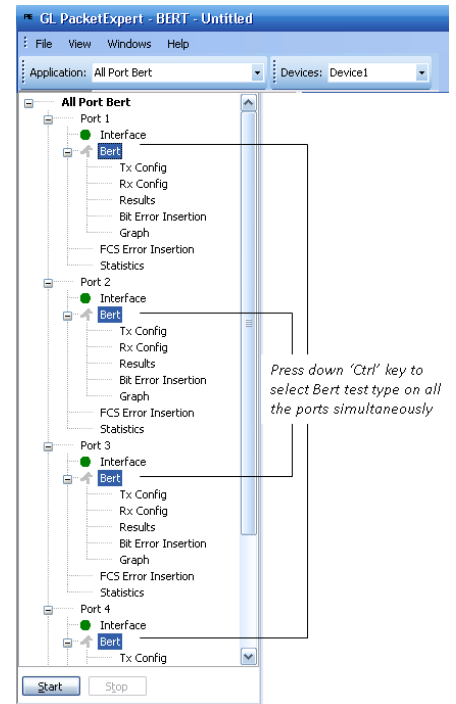 GL PacketExpert - BERT - Untitled
File View Windows Help
Application: All Port Bert Devices: Device1
All Port Bert
Port 1
Interface
Bert
Tx Config
Rx Config
Results
Bit Error Insertion
Graph
FCS Error Insertion
Statistics
Port 2
Interface
Bert
Tx Config
Rx Config
Results
Bit Error Insertion
Graph
FCS Error Insertion
Statistics
Port 3
Interface
Bert
Tx Config
Rx Config
Results
Bit Error Insertion
Graph
FCS Error Insertion
Statistics
Port 4
Interface
Bert
Tx Config
Press down ‘Ctrl’ key to
select Bert test type on all
the ports simultaneously
Start Stop